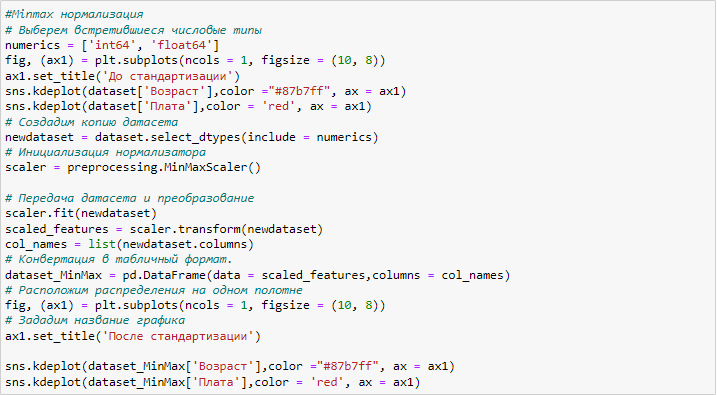 #Minmax нормализация
# Выберем встретившиеся числовые типы
numerics = ['int64', 'float64']
fig, (ax1) = plt.subplots(ncols = 1, figsize = (10, 8))
ax1.set_title('До стандартизации')
sns.kdeplot(dataset['Возраст'],color ="#87b7ff", ax = ax1)
sns.kdeplot(dataset['Плата'],color = 'red', ax = ax1)
# Создадим копию датасета
newdataset = dataset.select_dtypes(include = numerics)
# Инициализация нормализатора
scaler = preprocessing.MinMaxScaler()
# Передача датасета и преобразование
scaler.fit(newdataset)
scaled_features = scaler.transform(newdataset)
col_names = list(newdataset.columns)
# Конвертация в табличный формат.
dataset_MinMax = pd.DataFrame(data = scaled_features,columns = col_names)
# Расположим распределения на одном полотне
fig, (ax1) = plt.subplots(ncols = 1, figsize = (10, 8))
# Зададим название графика
ax1.set_title('После стандартизации')
sns.kdeplot(dataset_MinMax['Возраст'],color ="#87b7ff", ax = ax1)
sns.kdeplot(dataset_MinMax['Плата'],color = 'red', ax = ax1)